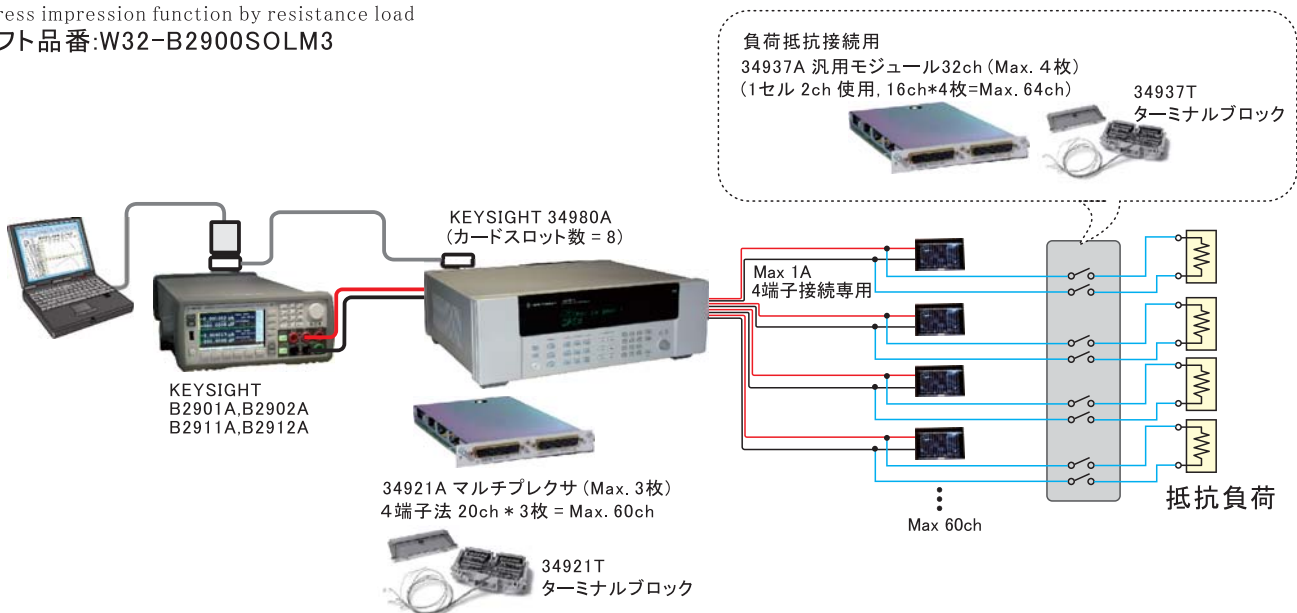 ress impression function by resistance load
フト品番:W32-B2900SOLM3
負荷抵抗接続用
34937A 汎用モジュール32ch (Max. 4枚)
(1セル 2ch 使用, 16ch*4枚=Max. 64ch)
34937T
ターミナルブロック
KEYSIGHT 34980A
(カードスロット数 = 8)
Max 1A
4端子接続専用
KEYSIGHT
B2901A,B2902A
B2911A,B2912A
34921A マルチプレクサ (Max. 3枚)
4端子法 20ch * 3枚 = Max. 60ch
抵抗負荷
Max 60ch
34921T
ターミナルブロック